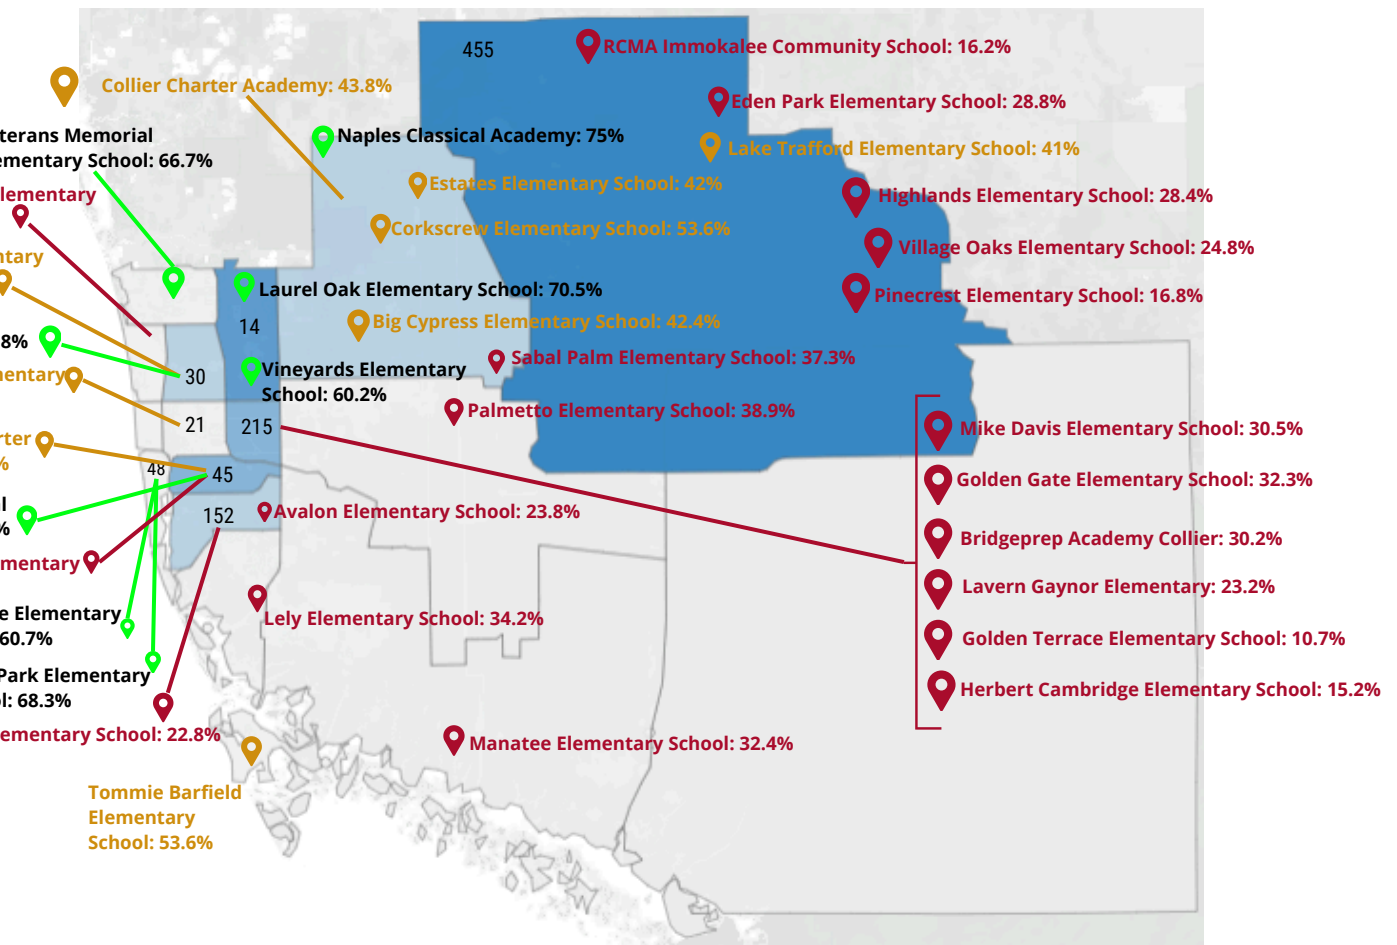 455
RCMA Immokalee Community School: 16.2%
Collier Charter Academy: 43.8%
Eden Park Elementary School: 28.8%
terans Memorial
ementary School: 66.7%
Naples Classical Academy: 75%
Lake Trafford Elementary School: 41%
lementary
Estates Elementary School: 42%
Highlands Elementary School: 28.4%
Corkscrew Elementary School: 53.6%
Village Oaks Elementary School: 24.8%
ntary
Laurel Oak Elementary School: 70.5%
Pinecrest Elementary School: 16.8%
14
Big Cypress Elementary School: 42.4%
8%
Sabal Palm Elementary School: 37.3%
30
mentary
Vineyards Elementary
School: 60.2%
Palmetto Elementary School: 38.9%
21
215
Mike Davis Elementary School: 30.5%
rter
%
48
45
Golden Gate Elementary School: 32.3%
l
%
152
Avalon Elementary School: 23.8%
Bridgeprep Academy Collier: 30.2%
mentary
Lavern Gaynor Elementary: 23.2%
e Elementary
60.7%
Lely Elementary School: 34.2%
Golden Terrace Elementary School: 10.7%
Park Elementary
ol: 68.3%
Herbert Cambridge Elementary School: 15.2%
ementary School: 22.8%
Manatee Elementary School: 32.4%
Tommie Barfield
Elementary
School: 53.6%